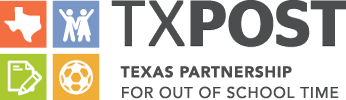 TXPOST
TEXAS PARTNERSHIP
FOR OUT OF SCHOOL TIME